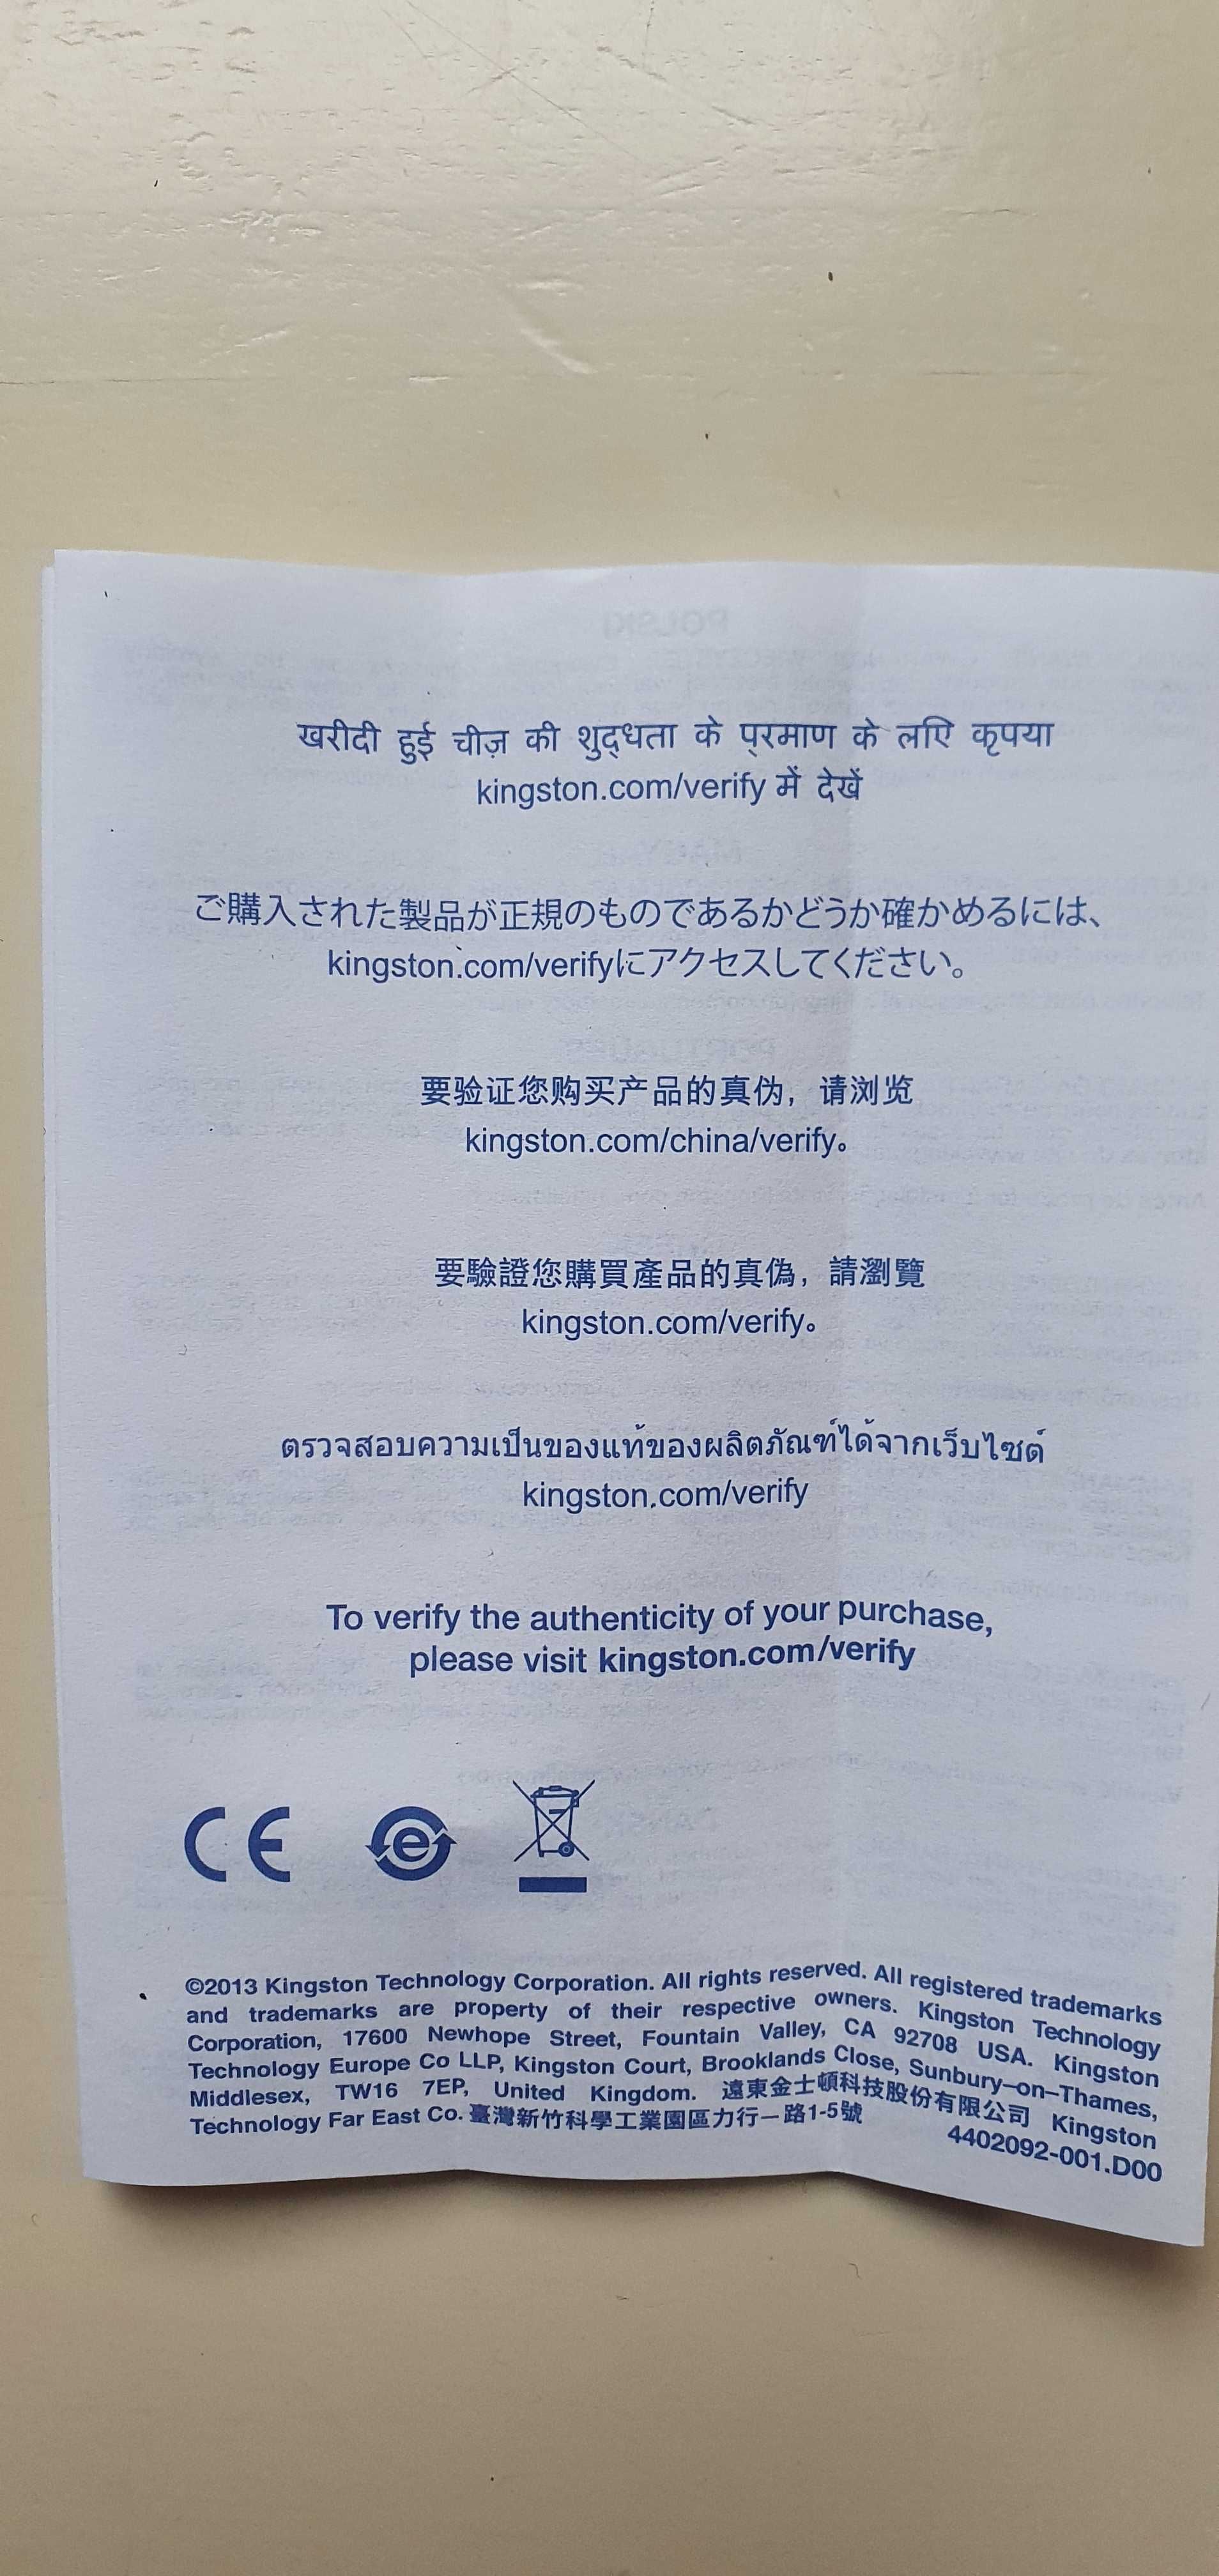 खरीदी हुई चीज़ की शुद्धता के प्रमाण के लिए कृपया
kingston.com/verify में देखें
ご購入された製品が正規のものであるかどうか確かめるには、
kingston.com/verifyにアクセスしてください。
要验证您购买产品的真伪，请浏览
kingston.com/china/verify。
要驗證您購買產品的真偽，請瀏覽
kingston.com/verify。
ตรวจสอบความเป็นของแท้ของผลิตภัณฑ์ได้จากเว็บไซต์
kingston.com/verify
To verify the authenticity of your purchase,
please visit kingston.com/verify
CE e
©2013 Kingston Technology Corporation. All rights reserved. All registered trademarks
and trademarks are property of their respective owners. Kingston Technology
Corporation, 17600 Newhope Street, Fountain Valley, CA 92708 USA. Kingston
Technology Europe Co LLP, Kingston Court, Brooklands Close, Sunbury-on-Thames,
Middlesex, TW16 7EP, United Kingdom. 遠東金士頓科技股份有限公司 Kingston
Technology Far East Co. 臺灣新竹科學工業園區力行一路1-5號
4402092-001.D00